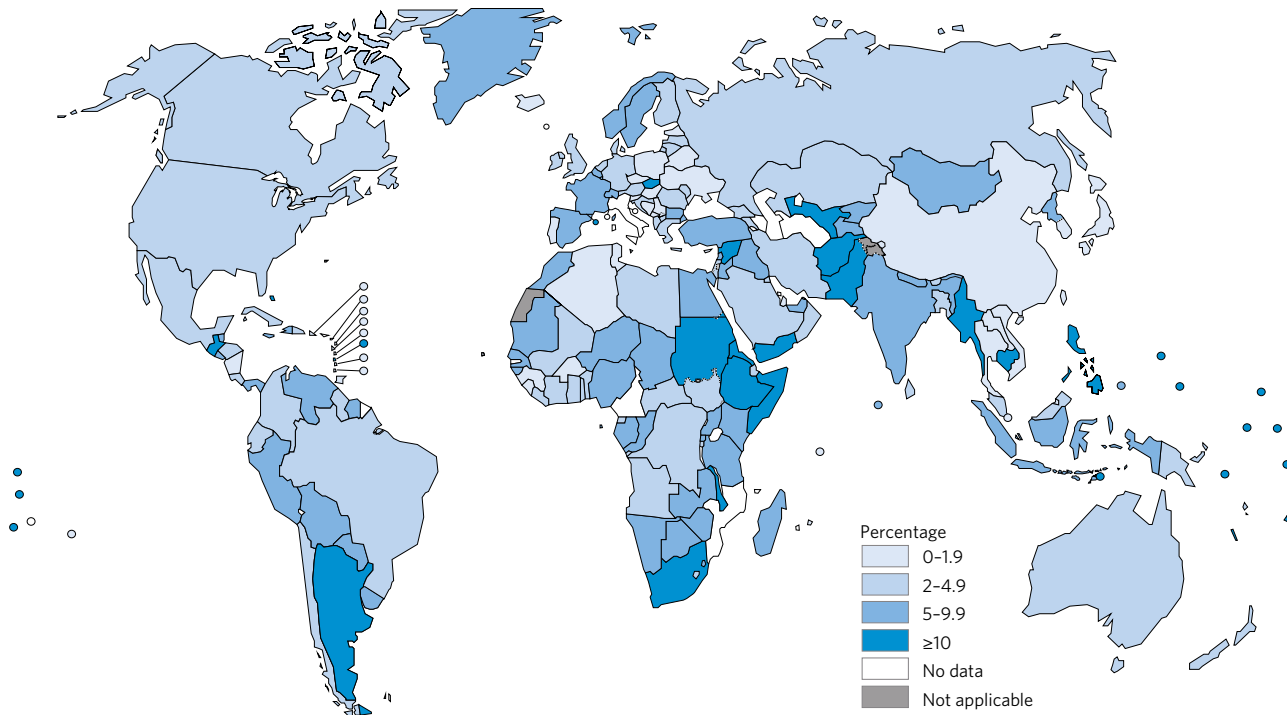 Percentage
0–1.9
2–4.9
5–9.9
≥10
No data
Not applicable